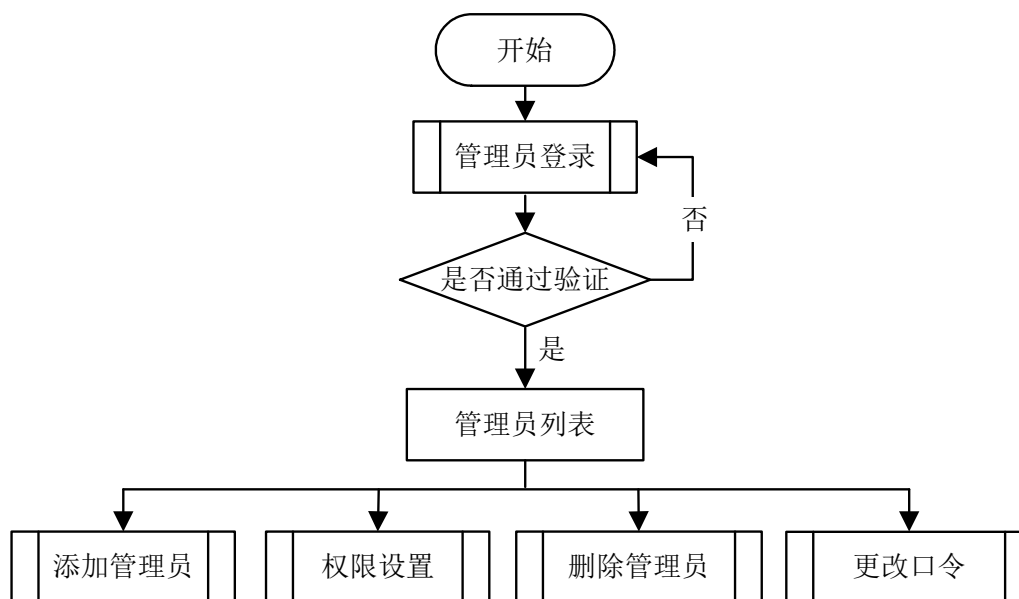 开始
管理员登录
否
是否通过验证
是
管理员列表
添加管理员
权限设置
删除管理员
更改口令